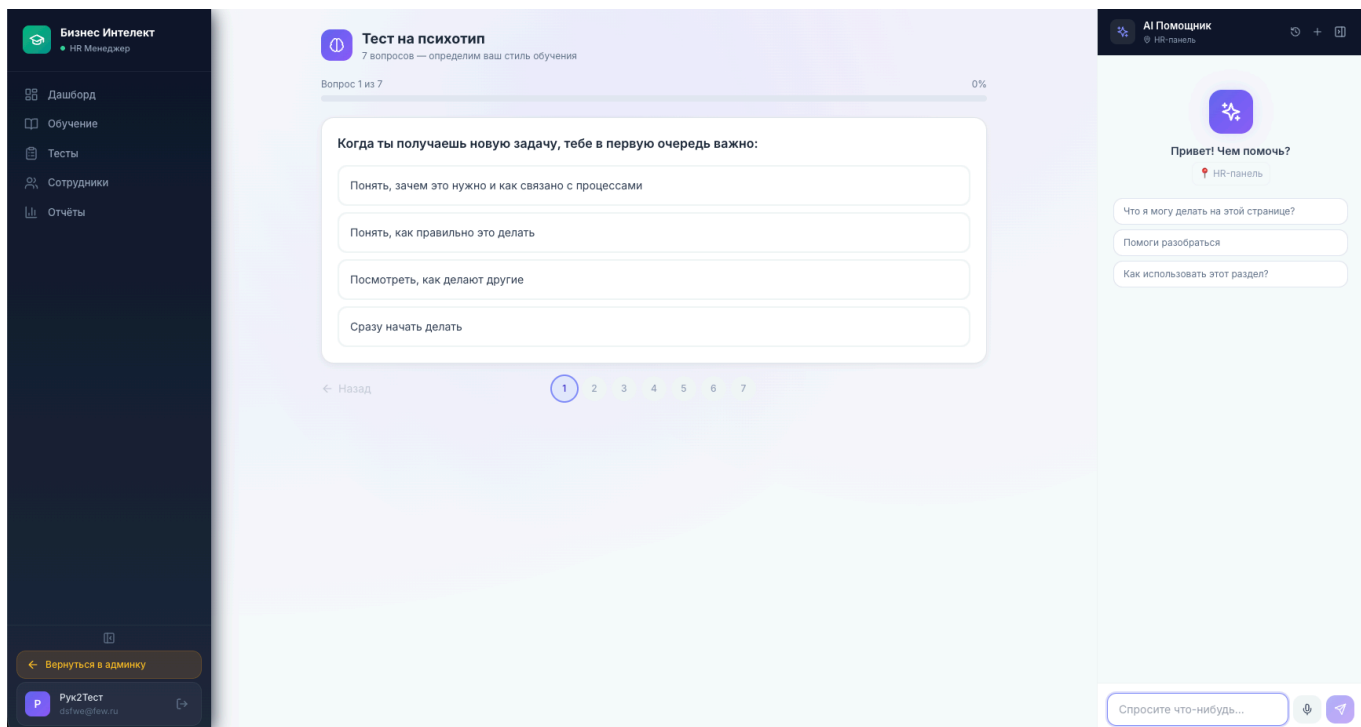 Бизнес Интелект
HR Менеджер
Дашборд
Обучение
Тесты
Сотрудники
Отчёты
Вернуться в админку
Р
Рук2Тест
dsfwe@few.ru
Тест на психотип
7 вопросов — определим ваш стиль обучения
Вопрос 1 из 7
0%
Когда ты получаешь новую задачу, тебе в первую очередь важно:
Понять, зачем это нужно и как связано с процессами
Понять, как правильно это делать
Посмотреть, как делают другие
Сразу начать делать
Назад
1 2 3 4 5 6 7
AI Помощник
HR-панель
Привет! Чем помочь?
HR-панель
Что я могу делать на этой странице?
Помоги разобраться
Как использовать этот раздел?
Спросите что-нибудь...